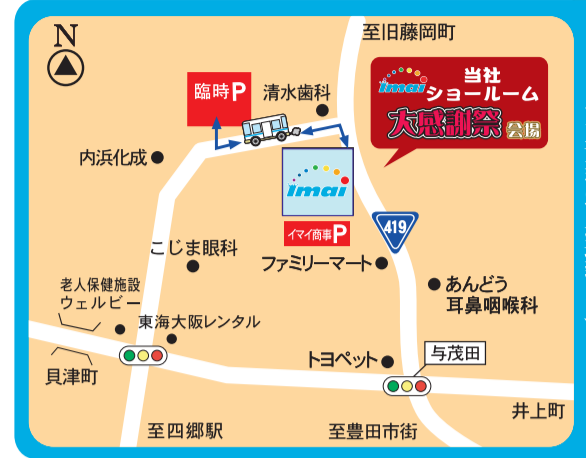 N
至旧藤岡町
臨時P
清水歯科
imai
当社
ショールーム
大感謝祭 会場
内浜化成
imai
イマイ商事P
419
こじま眼科
ファミリーマート
あんどう
耳鼻咽喉科
老人保健施設
ウェルビー
東海大阪レンタル
トヨペット
与茂田
貝津町
井上町
至四郷駅
至豊田市街